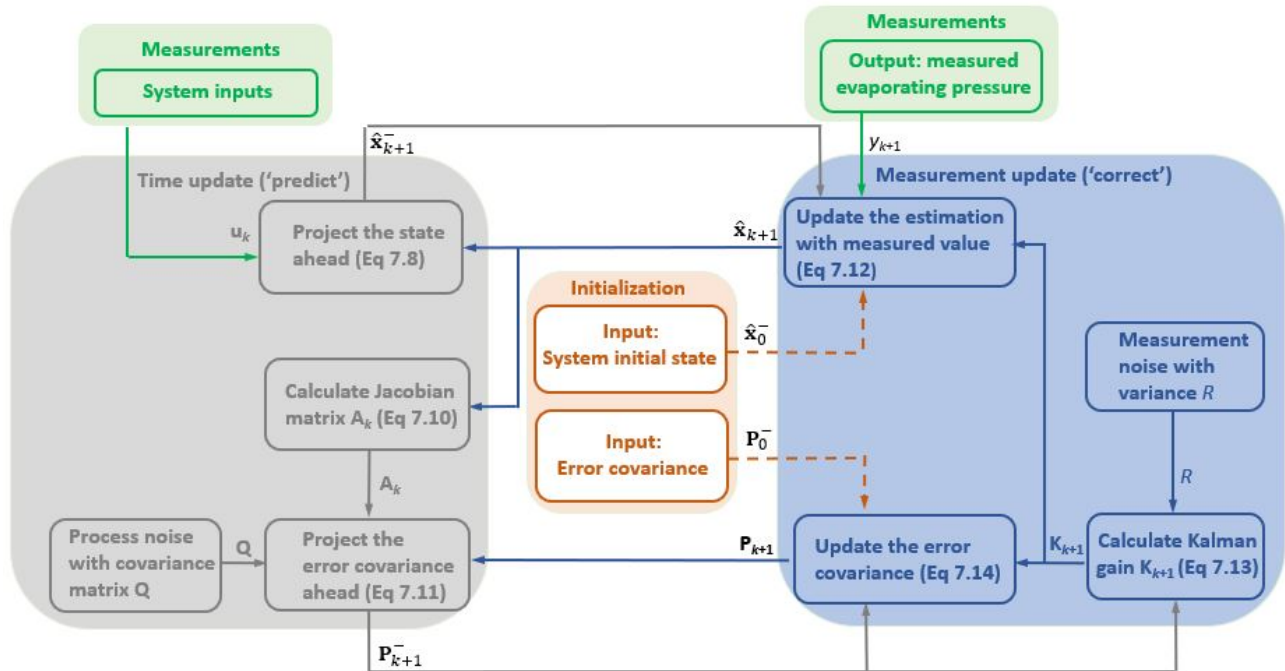 Measurements
System inputs
Measurements
Output: measured
evaporating pressure
x̂⁻ₖ₊₁
yₖ₊₁
Time update (‘predict’)
Measurement update (‘correct’)
uₖ
Project the state
ahead (Eq 7.8)
x̂ₖ₊₁
Update the estimation
with measured value
(Eq 7.12)
Initialization
Input:
System initial state
x̂⁻₀
Measurement
noise with
variance R
Calculate Jacobian
matrix Aₖ (Eq 7.10)
Input:
Error covariance
P⁻₀
Aₖ
R
Process noise
with covariance
matrix Q
Q
Project the
error covariance
ahead (Eq 7.11)
Pₖ₊₁
Update the error
covariance (Eq 7.14)
Kₖ₊₁
Calculate Kalman
gain Kₖ₊₁ (Eq 7.13)
P⁻ₖ₊₁